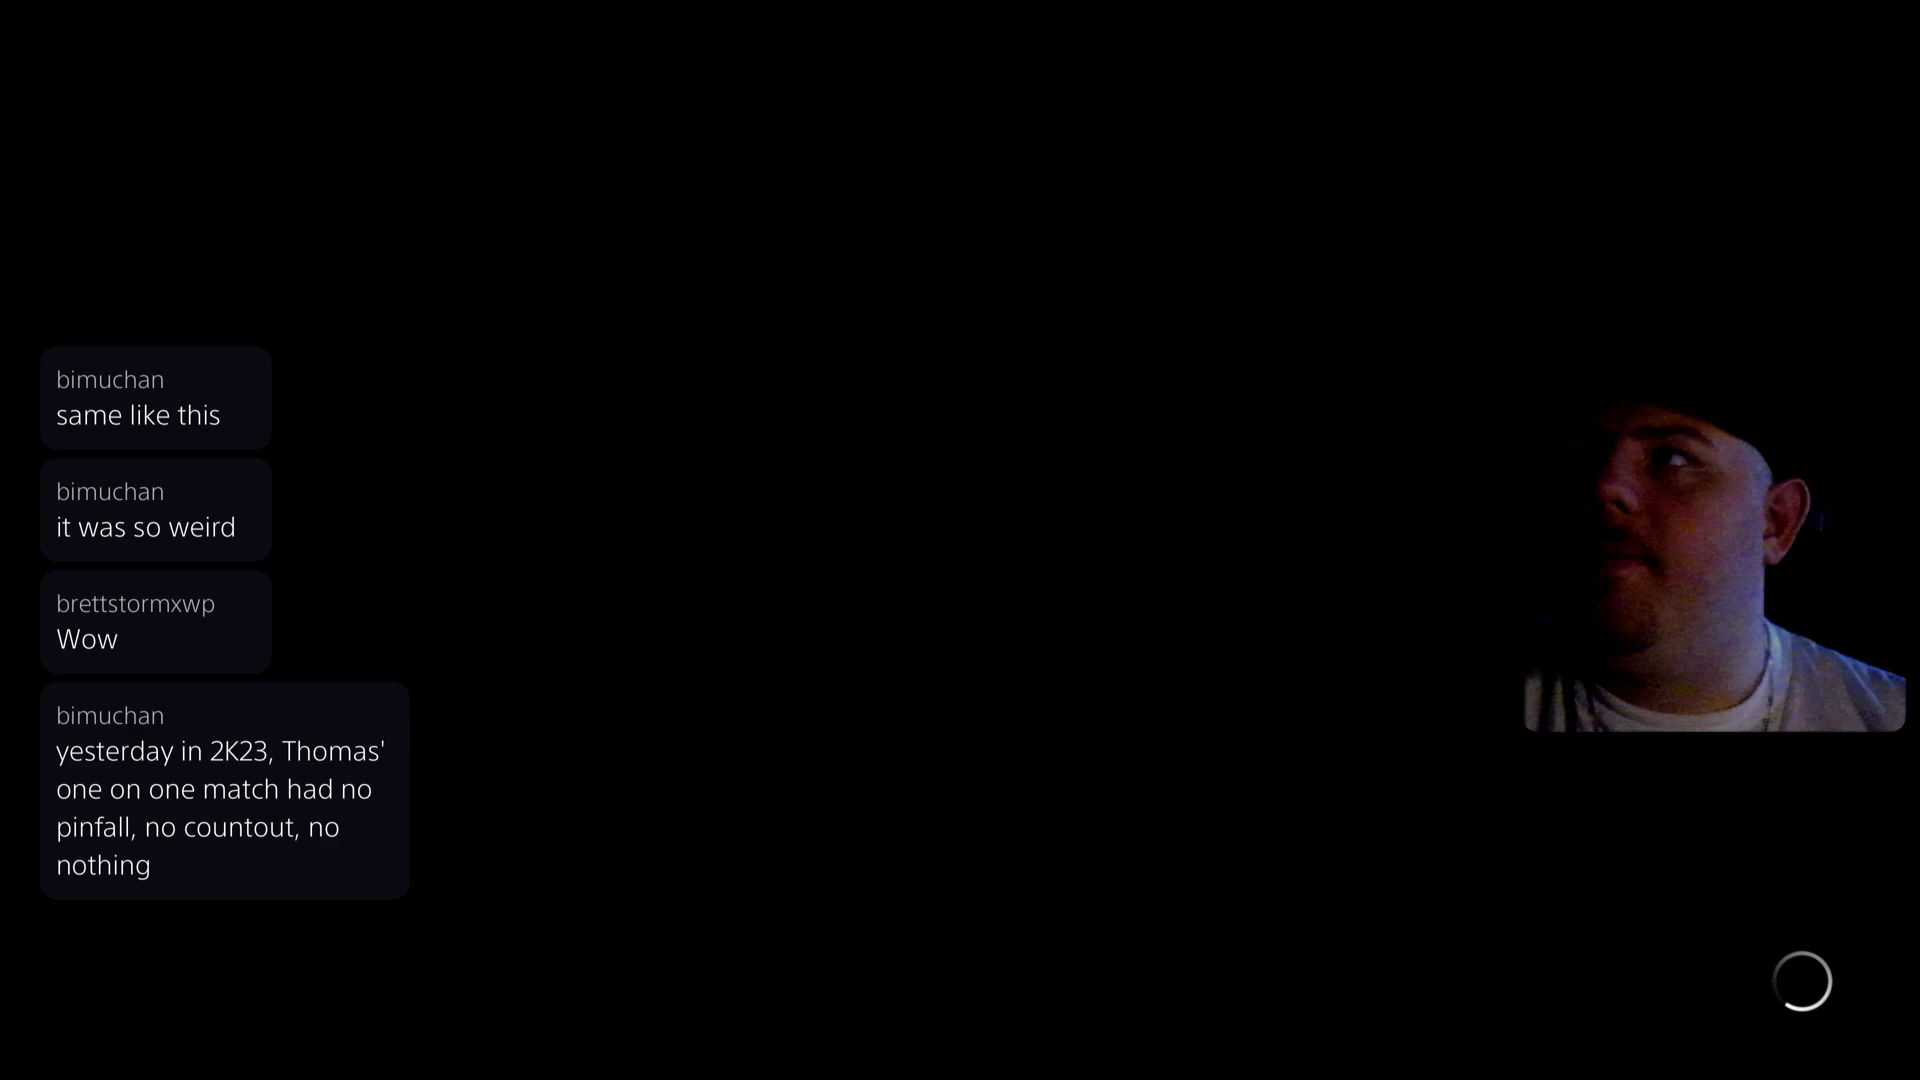 bimuchan
same like this
bimuchan
it was so weird
brettstormxwp
Wow
bimuchan
yesterday in 2K23, Thomas'
one on one match had no
pinfall, no countout, no
nothing